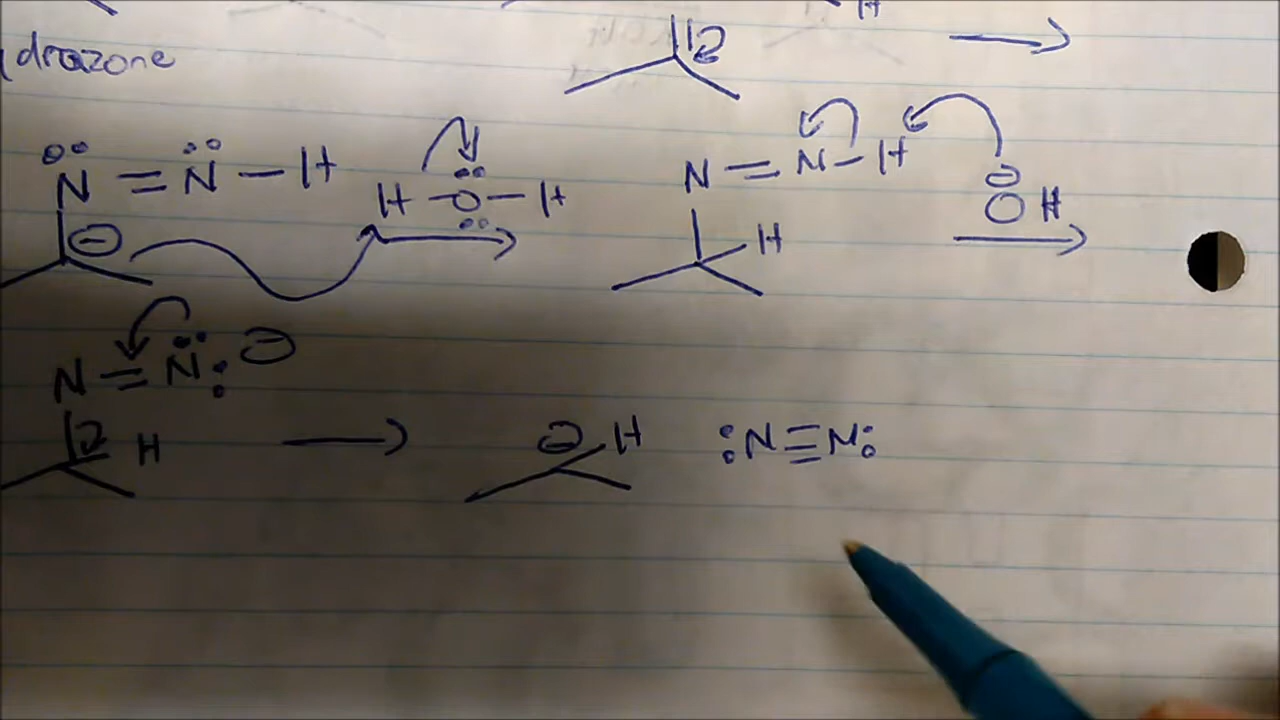 H
drazone
N = N - H
H - O - H
N = N - H
⊖
OH
⊖
H
N = N: ⊖
H
⊖ H :N≡N: